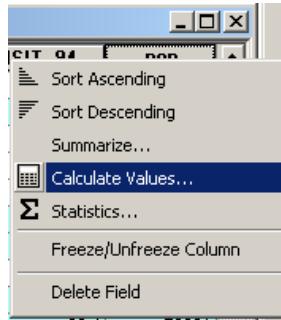 Sort Ascending
Sort Descending
Summarize...
Calculate Values...
Σ Statistics...
Freeze/Unfreeze Column
Delete Field